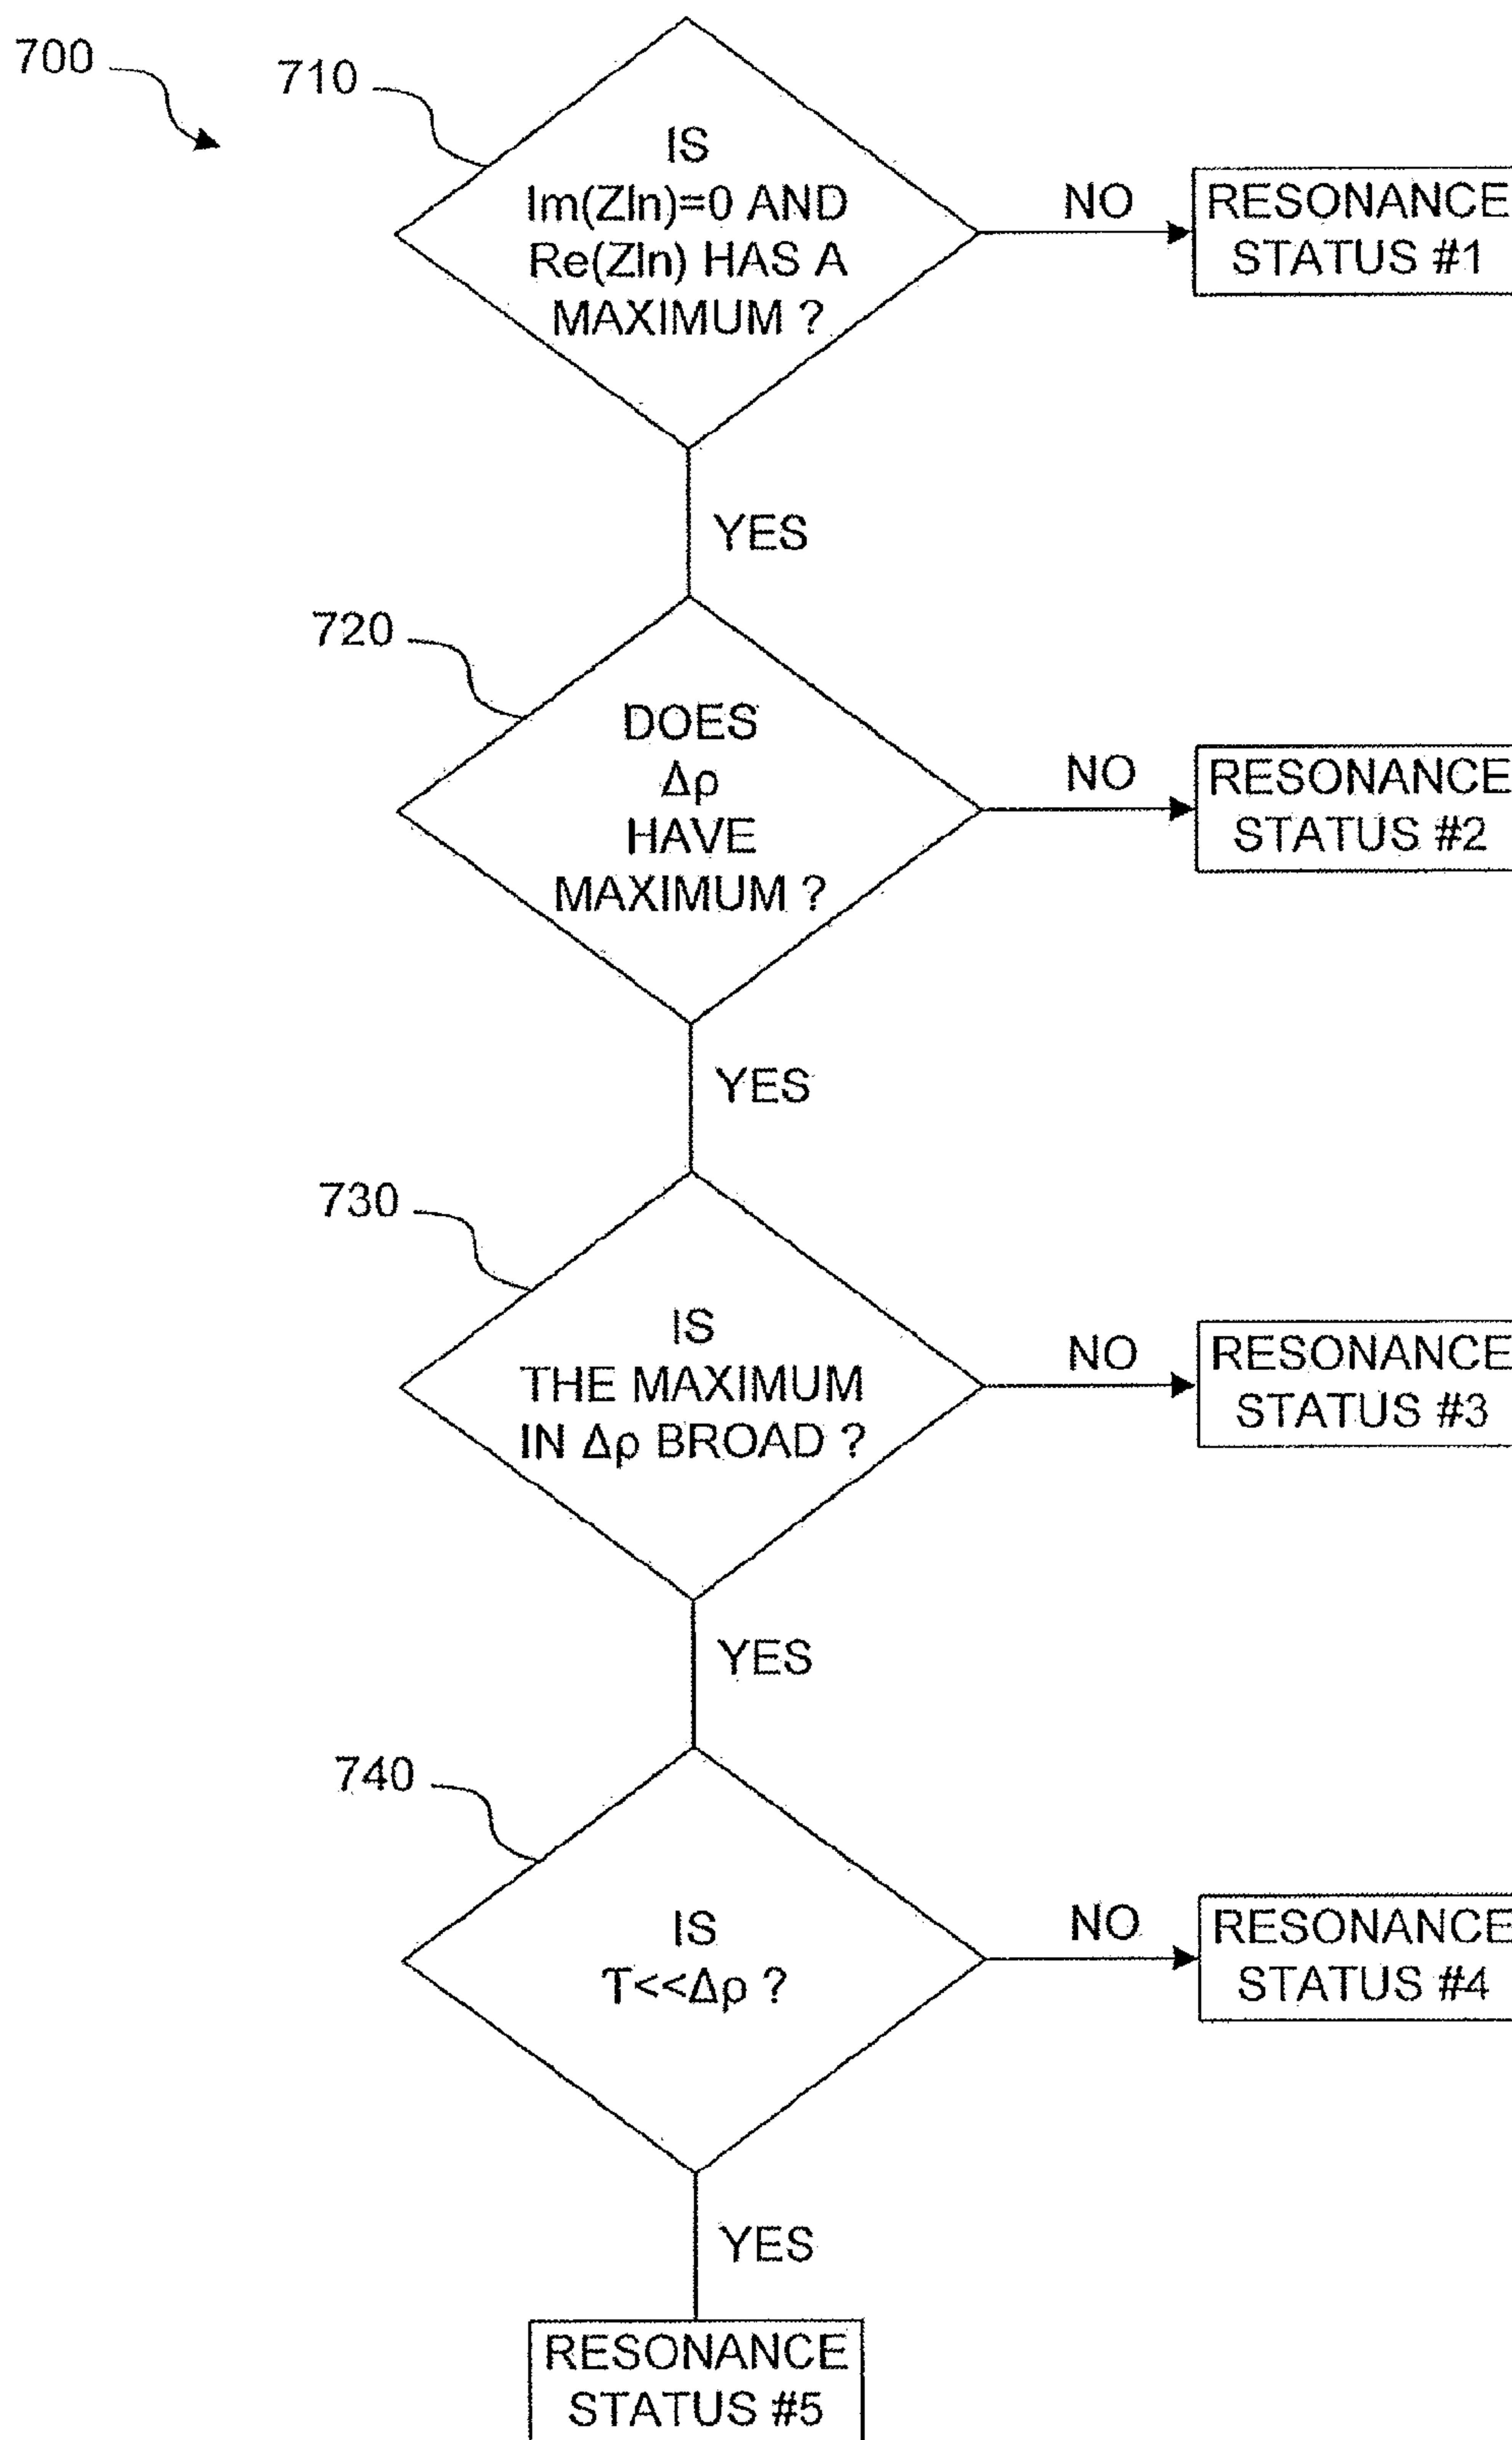 700
710
IS
Im(ZIn)=0 AND
Re(ZIn) HAS A
MAXIMUM ?
NO
RESONANCE
STATUS #1
YES
720
DOES
Δρ
HAVE
MAXIMUM ?
NO
RESONANCE
STATUS #2
YES
730
IS
THE MAXIMUM
IN Δρ BROAD ?
NO
RESONANCE
STATUS #3
YES
740
IS
T<<Δρ ?
NO
RESONANCE
STATUS #4
YES
RESONANCE
STATUS #5